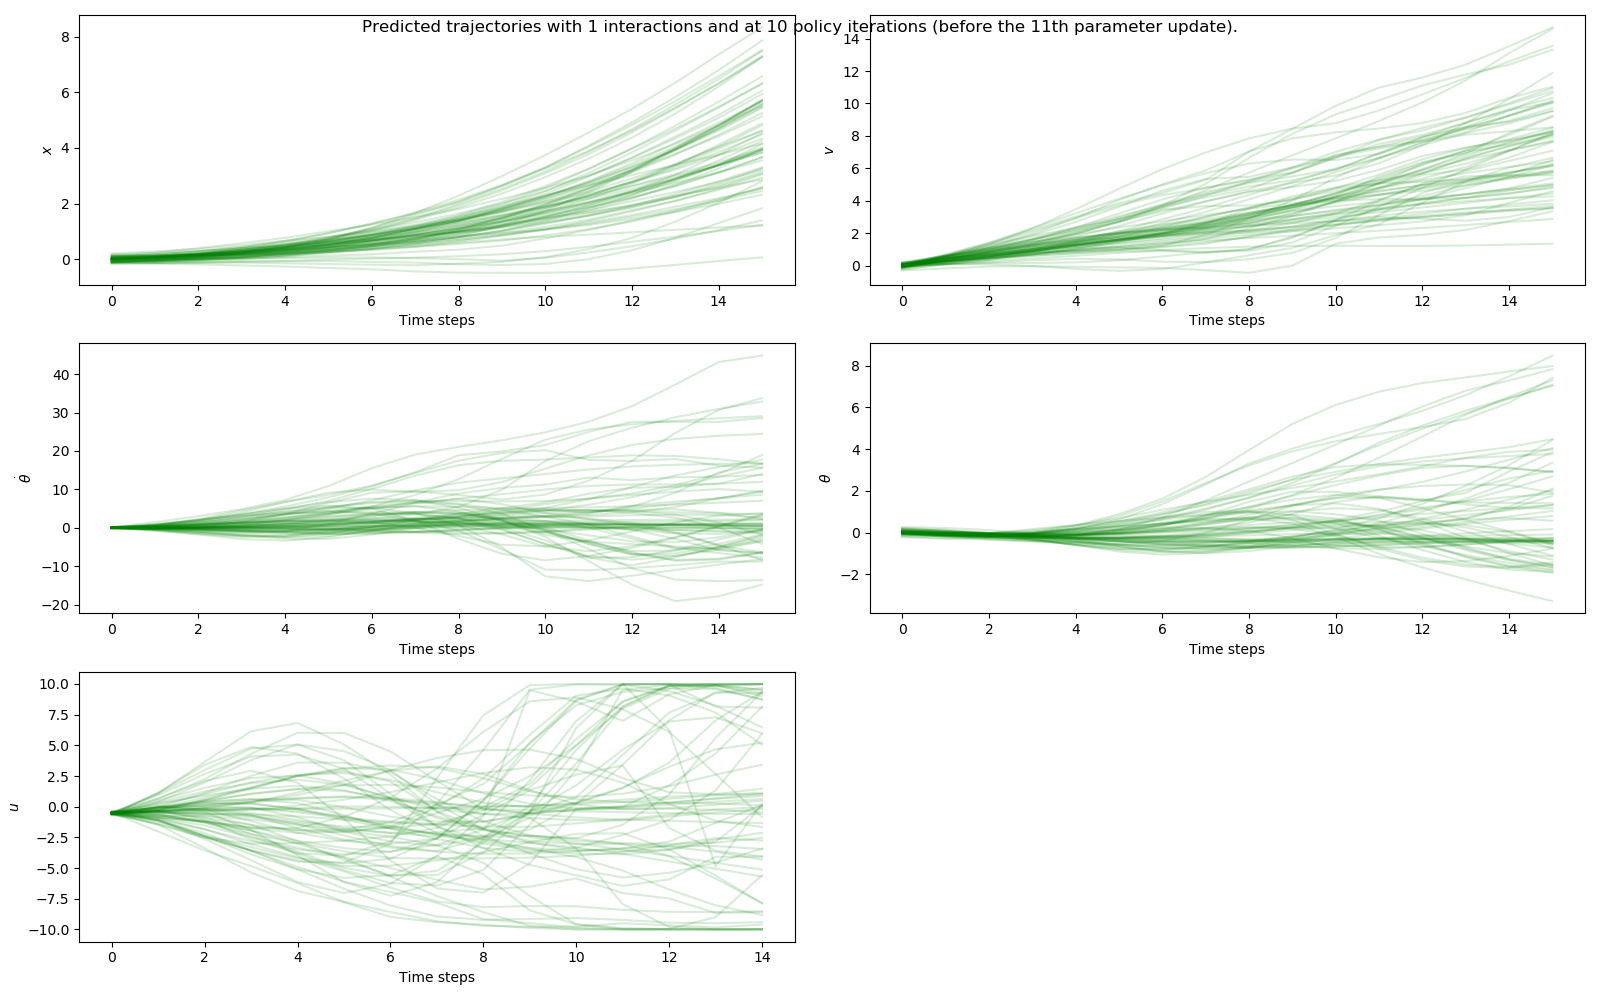 Predicted trajectories with 1 interactions and at 10 policy iterations (before the 11th parameter update).
8
6
4
2
0
x
0 2 4 6 8 10 12 14
Time steps
14
12
10
8
6
4
2
0
v
0 2 4 6 8 10 12 14
Time steps
40
30
20
10
0
−10
−20
θ̇
0 2 4 6 8 10 12 14
Time steps
8
6
4
2
0
−2
θ
0 2 4 6 8 10 12 14
Time steps
10.0
7.5
5.0
2.5
0.0
−2.5
−5.0
−7.5
−10.0
u
0 2 4 6 8 10 12 14
Time steps